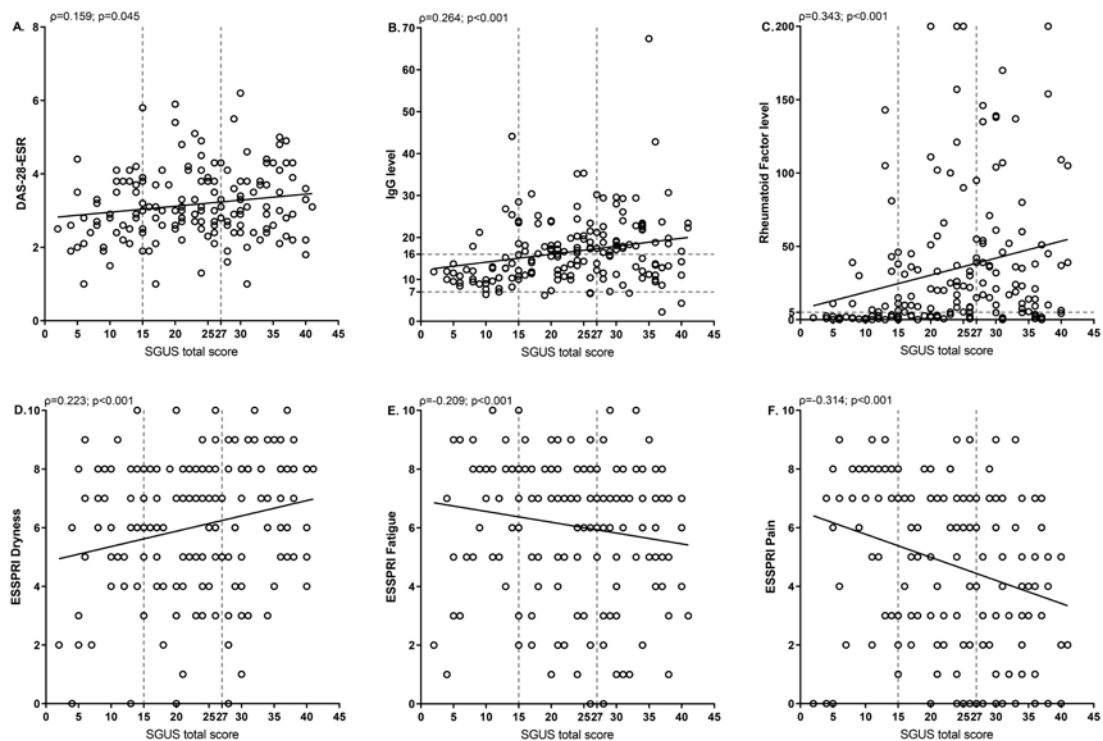 A.
ρ=0.159; p=0.045
DAS-28-ESR
8
6
4
2
0
0 5 10 15 20 2527 30 35 40 45
SGUS total score
B.
ρ=0.264; p<0.001
IgG level
70
60
50
40
30
20
16
10
7
0
0 5 10 15 20 2527 30 35 40 45
SGUS total score
C.
ρ=0.343; p<0.001
Rheumatoid Factor level
200
150
100
50
5
0
0 5 10 15 20 2527 30 35 40 45
SGUS total score
D.
ρ=0.223; p<0.001
ESSPRI Dryness
10
8
6
4
2
0
0 5 10 15 20 2527 30 35 40 45
SGUS total score
E.
ρ=-0.209; p<0.001
ESSPRI Fatigue
10
8
6
4
2
0
0 5 10 15 20 2527 30 35 40 45
SGUS total score
F.
ρ=-0.314; p<0.001
ESSPRI Pain
10
8
6
4
2
0
0 5 10 15 20 2527 30 35 40 45
SGUS total score